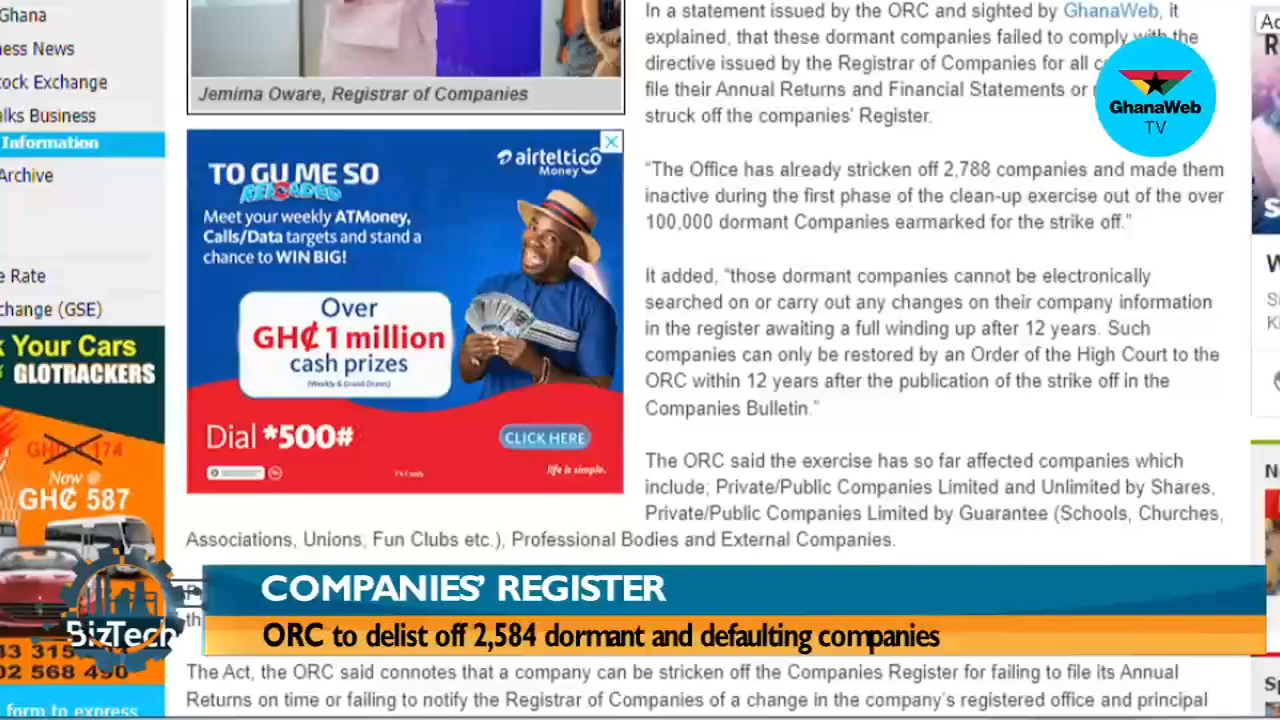 Ghana
ness News
tock Exchange
alks Business
Information
Archive
e Rate
change (GSE)
k Your Cars
GLOTRACKERS
Now @
GH₵ 587
form to express
Jemima Oware, Registrar of Companies
TO GU ME SO
RELOADED
airteltigo
Money
Meet your weekly ATMoney,
Calls/Data targets and stand a
chance to WIN BIG!
Over
GH₵ 1 million
cash prizes
(Weekly & Grand Draws)
Dial *500#
CLICK HERE
life is simple.
In a statement issued by the ORC and sighted by GhanaWeb, it
explained, that these dormant companies failed to comply with the
directive issued by the Registrar of Companies for all c
file their Annual Returns and Financial Statements or
struck off the companies' Register.
“The Office has already stricken off 2,788 companies and made them
inactive during the first phase of the clean-up exercise out of the over
100,000 dormant Companies earmarked for the strike off.”
It added, “those dormant companies cannot be electronically
searched on or carry out any changes on their company information
in the register awaiting a full winding up after 12 years. Such
companies can only be restored by an Order of the High Court to the
ORC within 12 years after the publication of the strike off in the
Companies Bulletin.”
The ORC said the exercise has so far affected companies which
include; Private/Public Companies Limited and Unlimited by Shares,
Private/Public Companies Limited by Guarantee (Schools, Churches,
Associations, Unions, Fun Clubs etc.), Professional Bodies and External Companies.
GhanaWeb
TV
COMPANIES' REGISTER
BizTech
ORC to delist off 2,584 dormant and defaulting companies
The Act, the ORC said connotes that a company can be stricken off the Companies Register for failing to file its Annual
Returns on time or failing to notify the Registrar of Companies of a change in the company's registered office and principal